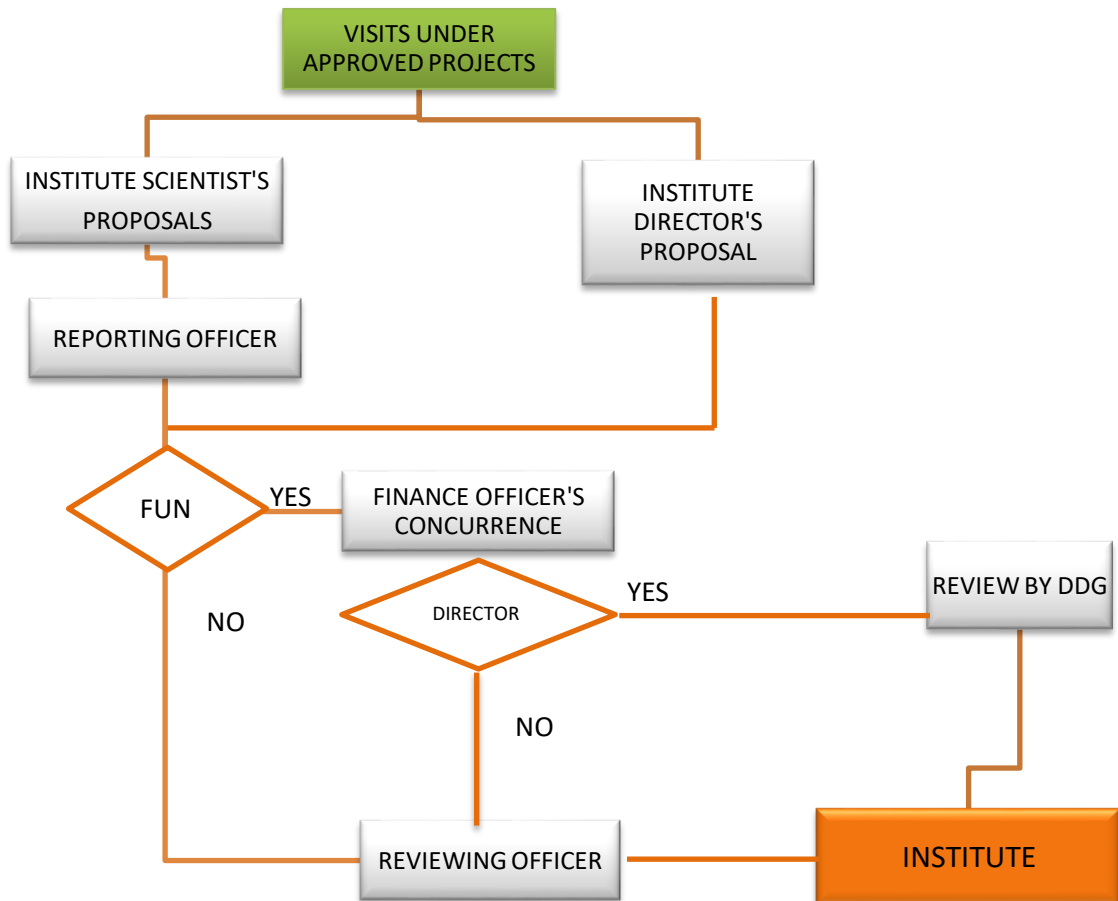 VISITS UNDER
APPROVED PROJECTS
INSTITUTE SCIENTIST'S
PROPOSALS
INSTITUTE
DIRECTOR'S
PROPOSAL
REPORTING OFFICER
FUN
YES
FINANCE OFFICER'S
CONCURRENCE
DIRECTOR
YES
REVIEW BY DDG
NO
NO
REVIEWING OFFICER
INSTITUTE